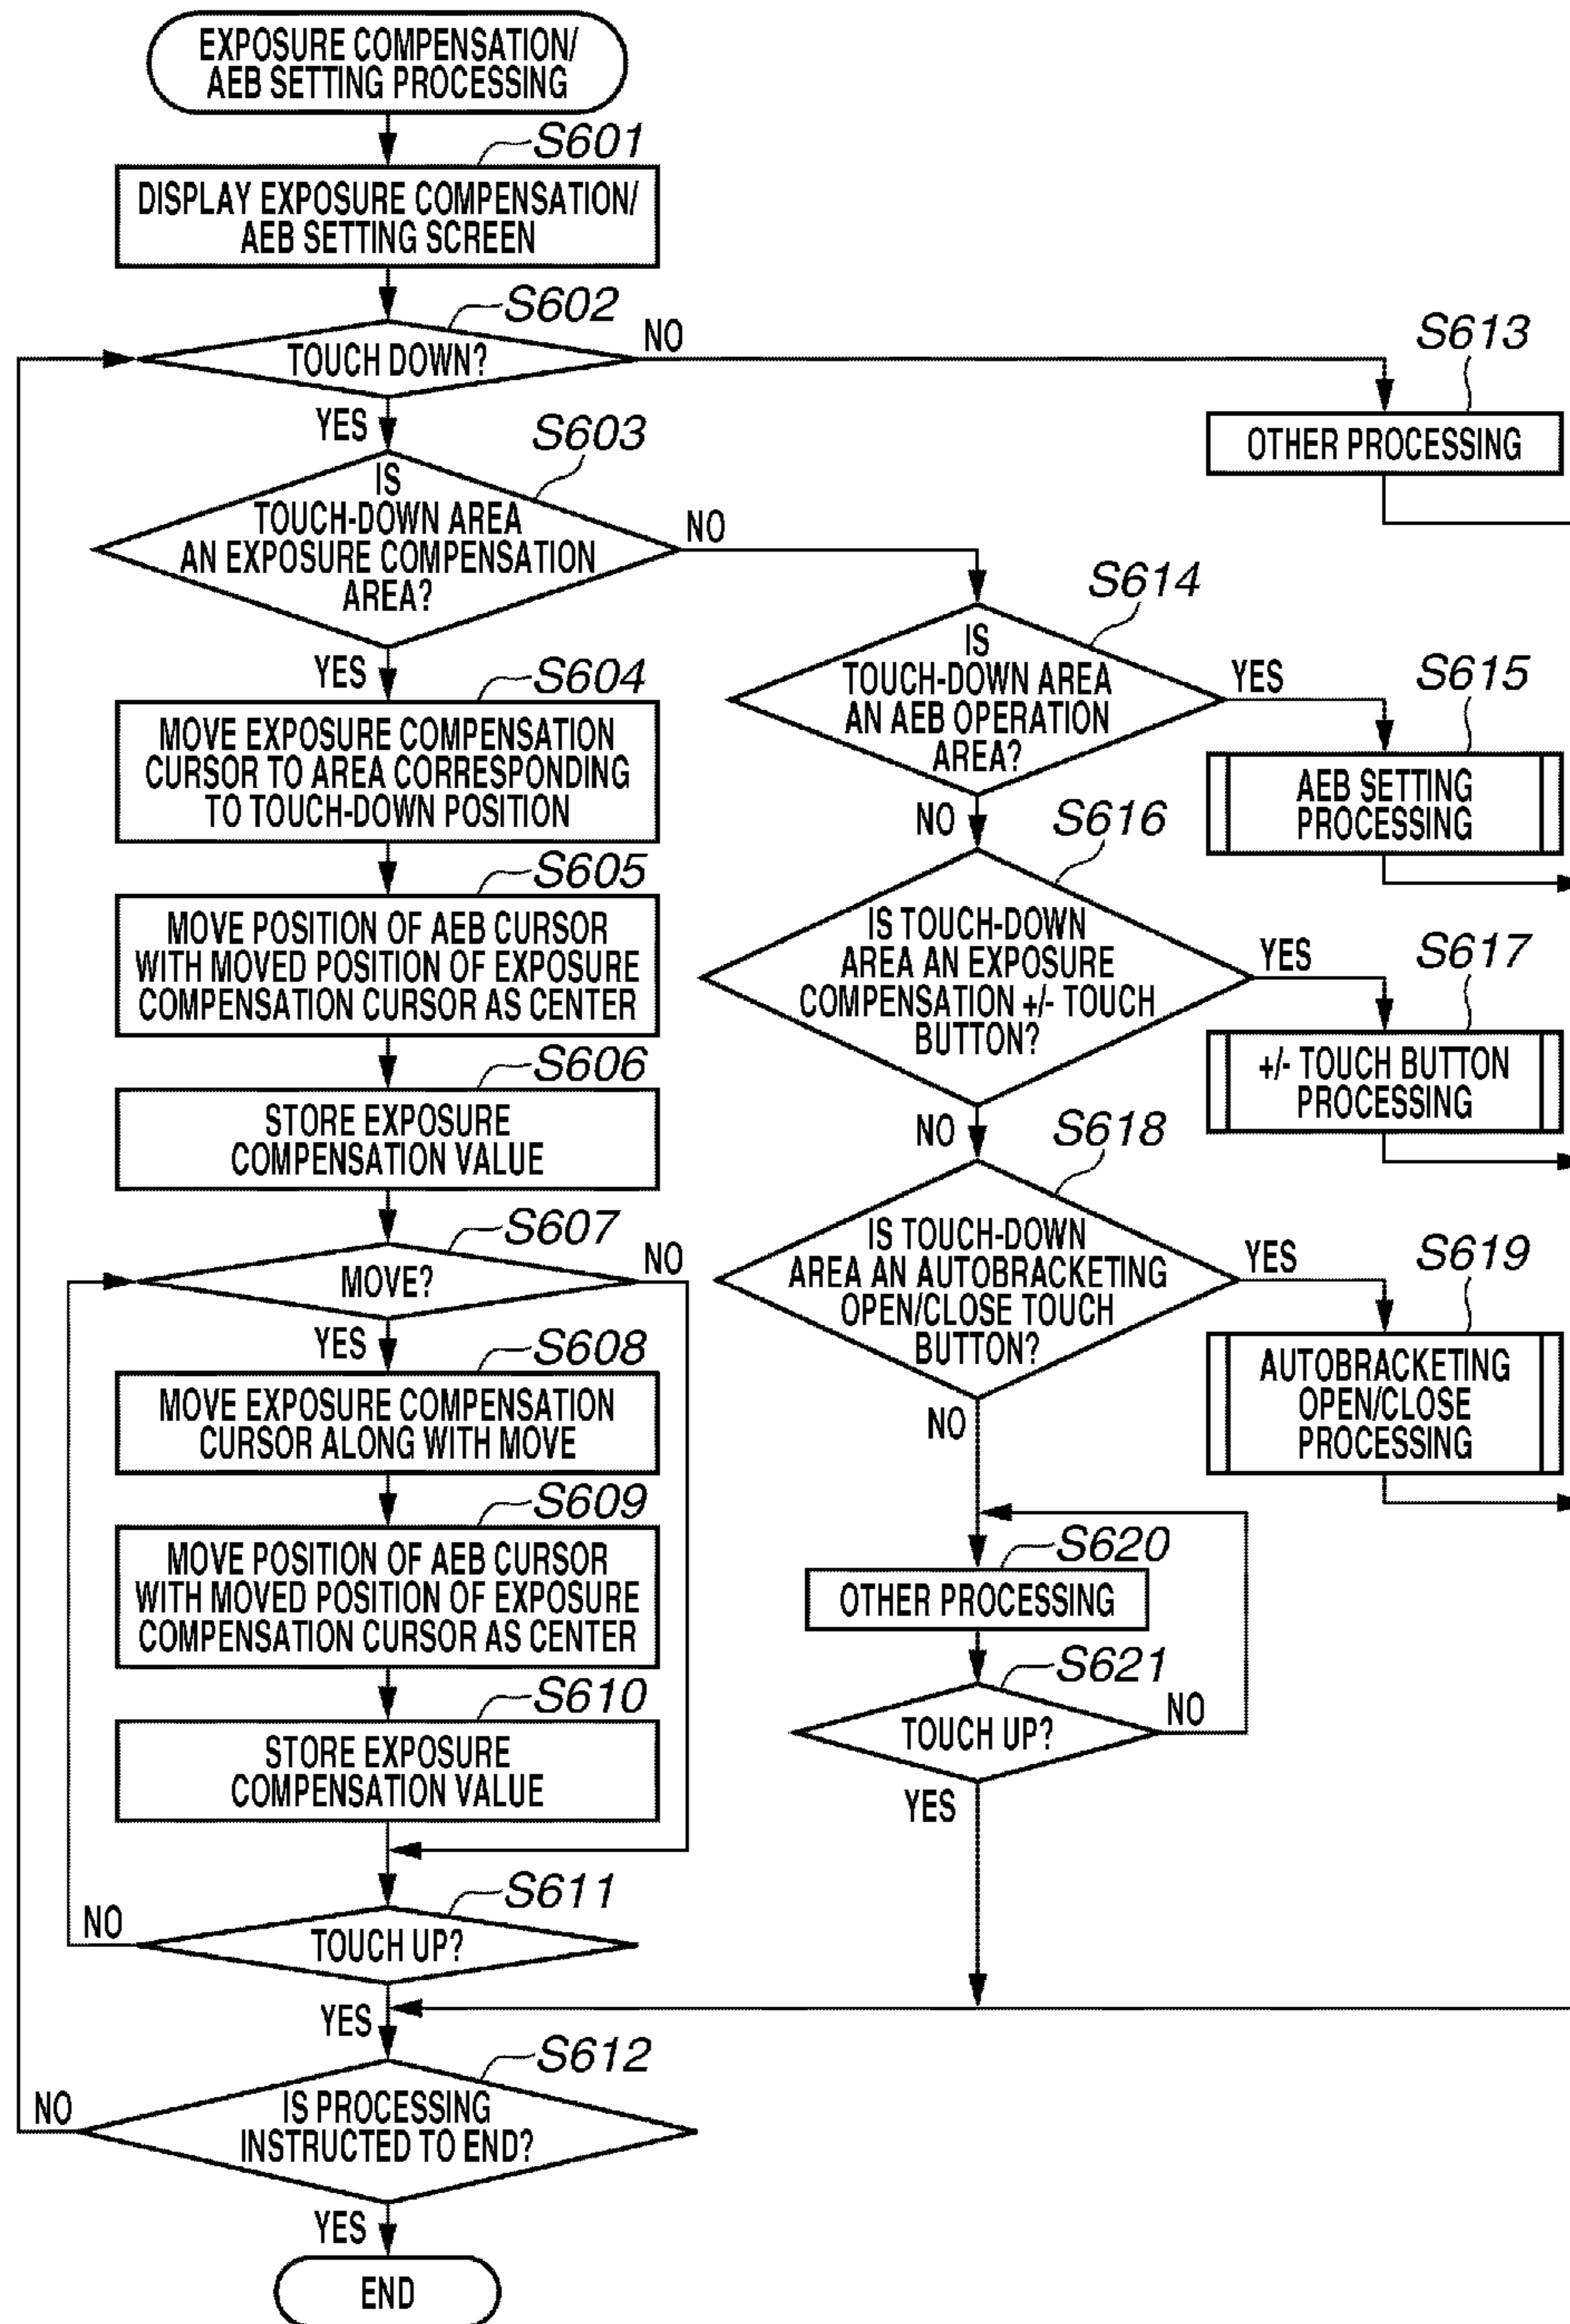 EXPOSURE COMPENSATION/
AEB SETTING PROCESSING
S601
DISPLAY EXPOSURE COMPENSATION/
AEB SETTING SCREEN
S602
TOUCH DOWN?
NO
YES
S613
OTHER PROCESSING
S603
IS
TOUCH-DOWN AREA
AN EXPOSURE COMPENSATION
AREA?
NO
YES
S604
MOVE EXPOSURE COMPENSATION
CURSOR TO AREA CORRESPONDING
TO TOUCH-DOWN POSITION
S605
MOVE POSITION OF AEB CURSOR
WITH MOVED POSITION OF EXPOSURE
COMPENSATION CURSOR AS CENTER
S606
STORE EXPOSURE
COMPENSATION VALUE
S607
MOVE?
NO
YES
S608
MOVE EXPOSURE COMPENSATION
CURSOR ALONG WITH MOVE
S609
MOVE POSITION OF AEB CURSOR
WITH MOVED POSITION OF EXPOSURE
COMPENSATION CURSOR AS CENTER
S610
STORE EXPOSURE
COMPENSATION VALUE
S611
TOUCH UP?
NO
YES
S612
IS PROCESSING
INSTRUCTED TO END?
NO
YES
END
S614
IS
TOUCH-DOWN AREA
AN AEB OPERATION
AREA?
YES
NO
S615
AEB SETTING
PROCESSING
S616
IS TOUCH-DOWN
AREA AN EXPOSURE
COMPENSATION +/- TOUCH
BUTTON?
YES
NO
S617
+/- TOUCH BUTTON
PROCESSING
S618
IS TOUCH-DOWN
AREA AN AUTOBRACKETING
OPEN/CLOSE TOUCH
BUTTON?
YES
NO
S619
AUTOBRACKETING
OPEN/CLOSE
PROCESSING
S620
OTHER PROCESSING
S621
TOUCH UP?
NO
YES